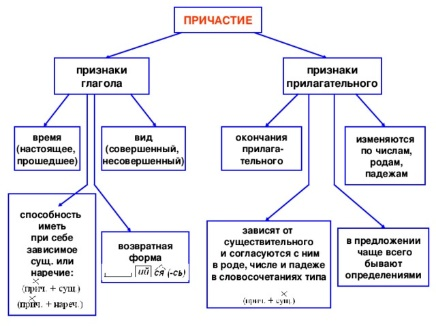 ПРИЧАСТИЕ
признаки
глагола
признаки
прилагательного
время
(настоящее,
прошедшее)
вид
(совершенный,
несовершенный)
окончания
прилага-
тельного
изменяются
по числам,
родам,
падежам
способность
иметь
при себе
зависимое
сущ. или
наречие:
(прич. + сущ.)
(прич. + нареч.)
возвратная
форма
ся (-сь)
зависят от
существительного
и согласуются с ним
в роде, числе и падеже
в словосочетаниях типа
(прич. + сущ.)
в предложении
чаще всего
бывают
определениями